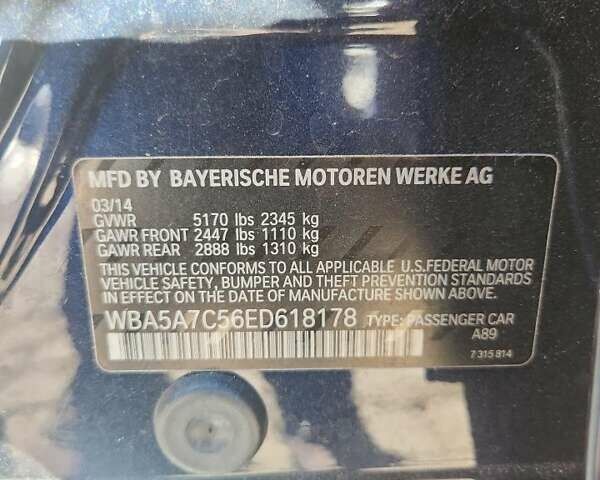 MFD BY BAYERISCHE MOTOREN WERKE AG
03/14
GVWR 5170 lbs 2345 kg
GAWR FRONT 2447 lbs 1110 kg
GAWR REAR 2888 lbs 1310 kg
THIS VEHICLE CONFORMS TO ALL APPLICABLE U.S.FEDERAL MOTOR
VEHICLE SAFETY, BUMPER AND THEFT PREVENTION STANDARDS
IN EFFECT ON THE DATE OF MANUFACTURE SHOWN ABOVE.
WBA5A7C56ED618178 TYPE: PASSENGER CAR
A89
7 315 814